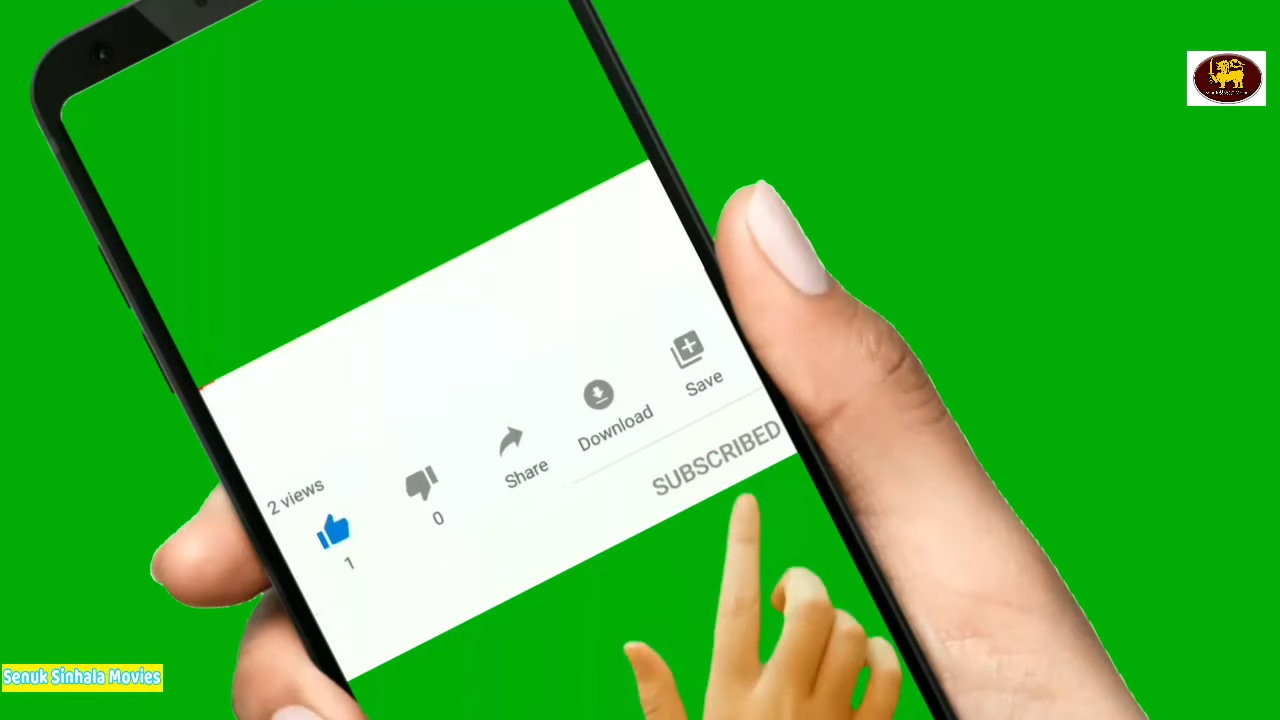 2 views
1
0
Share
Download
Save
SUBSCRIBED
Senuk Sinhala Movies